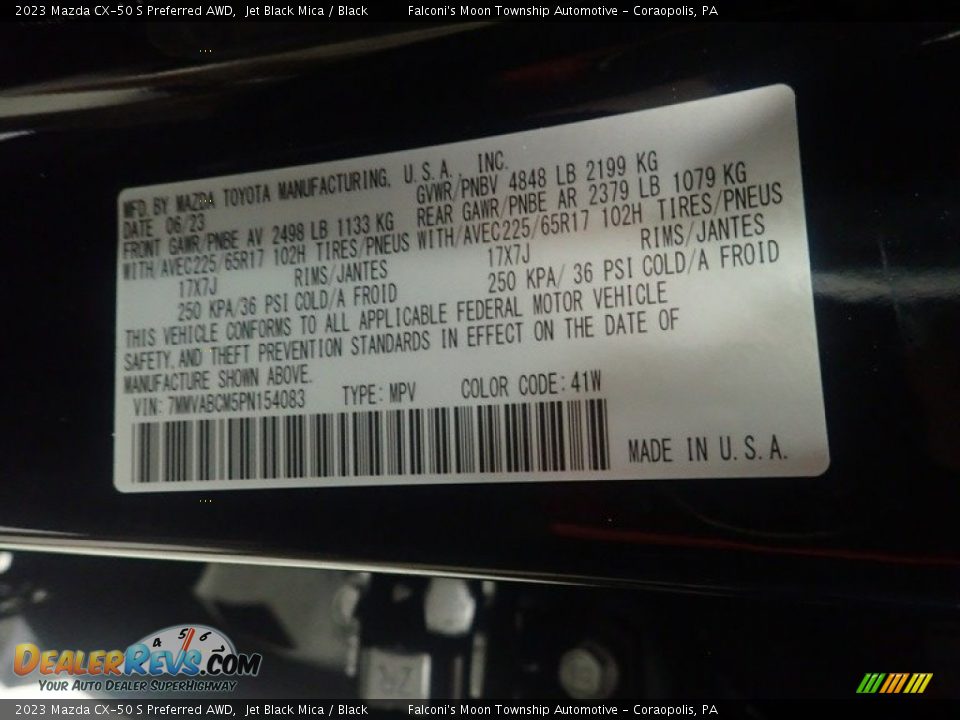 2023 Mazda CX-50 S Preferred AWD, Jet Black Mica / Black Falconi's Moon Township Automotive - Coraopolis, PA
MFD. BY MAZDA TOYOTA MANUFACTURING, U.S.A., INC.
DATE 06/23 GVWR/PNBV 4848 LB 2199 KG
FRONT GAWR/PNBE AV 2498 LB 1133 KG REAR GAWR/PNBE AR 2379 LB 1079 KG
WITH/AVEC225/65R17 102H TIRES/PNEUS WITH/AVEC225/65R17 102H TIRES/PNEUS
17X7J RIMS/JANTES 17X7J RIMS/JANTES
250 KPA/36 PSI COLD/A FROID 250 KPA/ 36 PSI COLD/A FROID
THIS VEHICLE CONFORMS TO ALL APPLICABLE FEDERAL MOTOR VEHICLE
SAFETY,AND THEFT PREVENTION STANDARDS IN EFFECT ON THE DATE OF
MANUFACTURE SHOWN ABOVE.
VIN: 7MMVABCM5PN154083 TYPE: MPV COLOR CODE: 41W
MADE IN U.S.A.
4 5 6
DEALERREVS.COM
YOUR AUTO DEALER SUPERHIGHWAY
2023 Mazda CX-50 S Preferred AWD, Jet Black Mica / Black Falconi's Moon Township Automotive - Coraopolis, PA